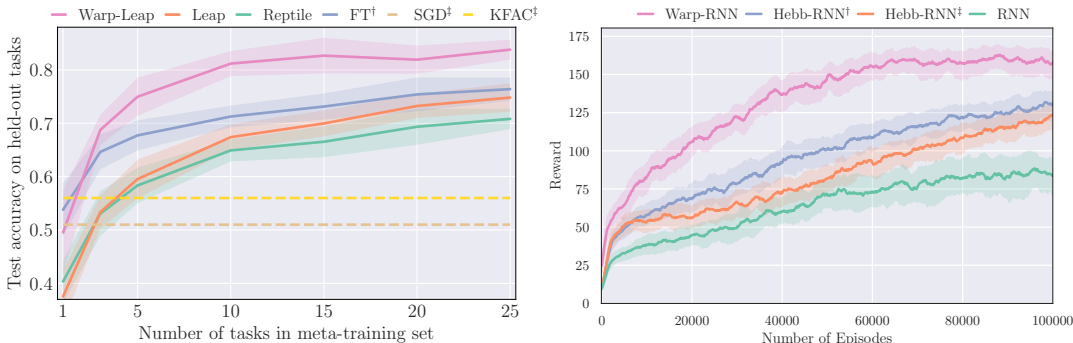 Warp-Leap Leap Reptile FT† SGD‡ KFAC‡
Test accuracy on held-out tasks
0.8
0.7
0.6
0.5
0.4
1 5 10 15 20 25
Number of tasks in meta-training set
Warp-RNN Hebb-RNN† Hebb-RNN‡ RNN
Reward
175
150
125
100
75
50
25
0
0 20000 40000 60000 80000 100000
Number of Episodes